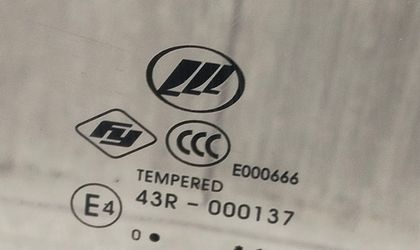 FY
CCC
E000666
TEMPERED
E4
43R - 000137
0 •